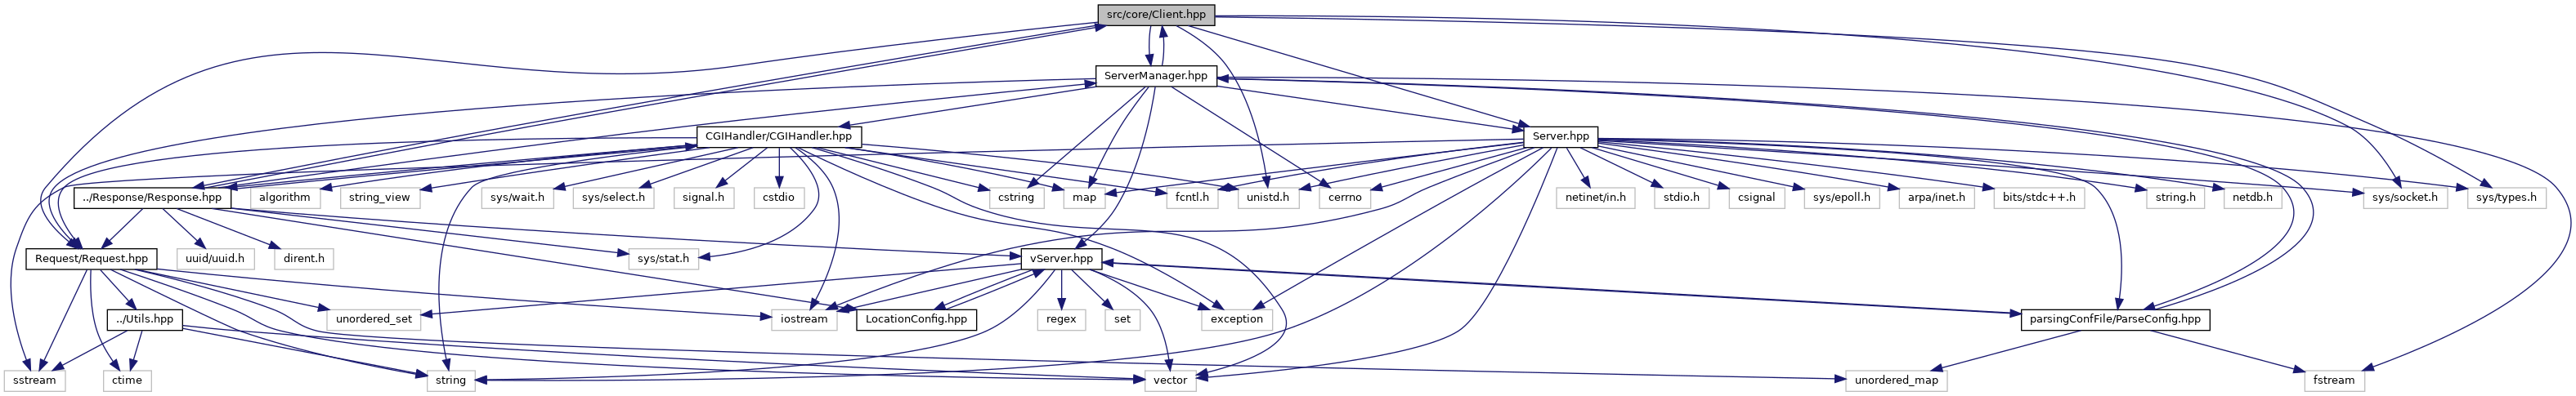 src/core/Client.hpp
ServerManager.hpp
CGIHandler/CGIHandler.hpp
Server.hpp
../Response/Response.hpp
algorithm
string_view
sys/wait.h
sys/select.h
signal.h
cstdio
cstring
map
fcntl.h
unistd.h
cerrno
netinet/in.h
stdio.h
csignal
sys/epoll.h
arpa/inet.h
bits/stdc++.h
string.h
netdb.h
sys/socket.h
sys/types.h
Request/Request.hpp
uuid/uuid.h
dirent.h
sys/stat.h
vServer.hpp
../Utils.hpp
unordered_set
iostream
LocationConfig.hpp
regex
set
exception
parsingConfFile/ParseConfig.hpp
sstream
ctime
string
vector
unordered_map
fstream